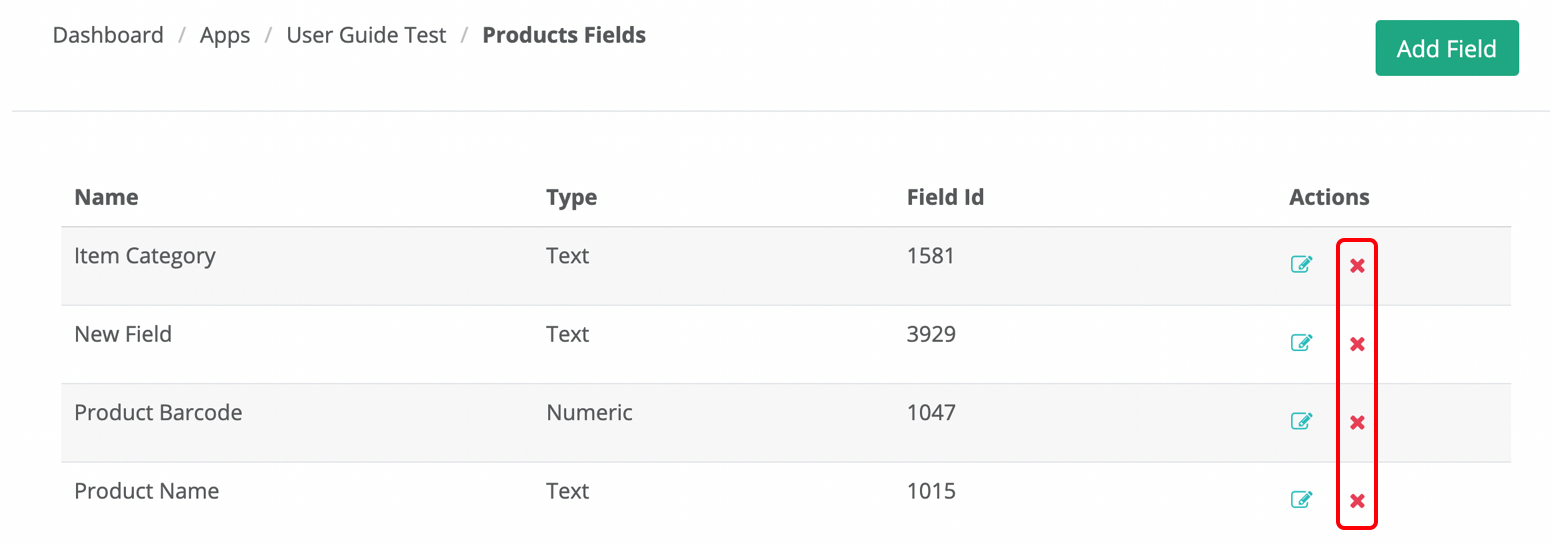 Dashboard / Apps / User Guide Test / Products Fields
Add Field
Name Type Field Id Actions
Item Category Text 1581
New Field Text 3929
Product Barcode Numeric 1047
Product Name Text 1015